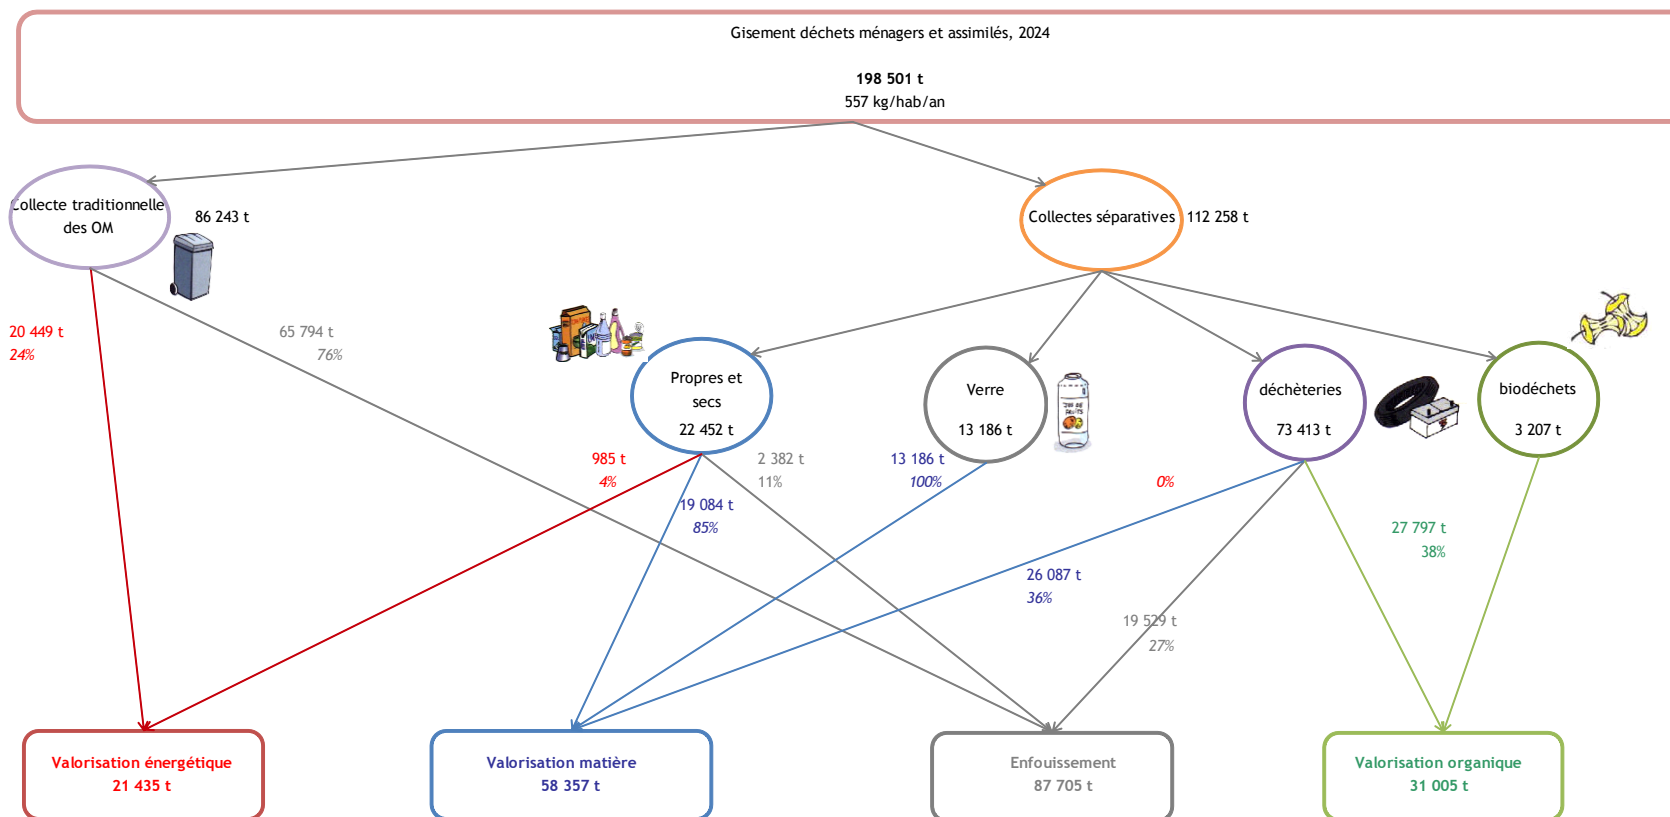 Gisement déchets ménagers et assimilés, 2024
198 501 t
557 kg/hab/an
Collecte traditionnelle
des OM
86 243 t
Collectes séparatives
112 258 t
20 449 t
24%
65 794 t
76%
Propres et
secs
22 452 t
Verre
13 186 t
JUS DE
FRUITS
déchèteries
73 413 t
biodéchets
3 207 t
985 t
4%
2 382 t
11%
19 084 t
85%
13 186 t
100%
0%
26 087 t
36%
19 529 t
27%
27 797 t
38%
Valorisation énergétique
21 435 t
Valorisation matière
58 357 t
Enfouissement
87 705 t
Valorisation organique
31 005 t